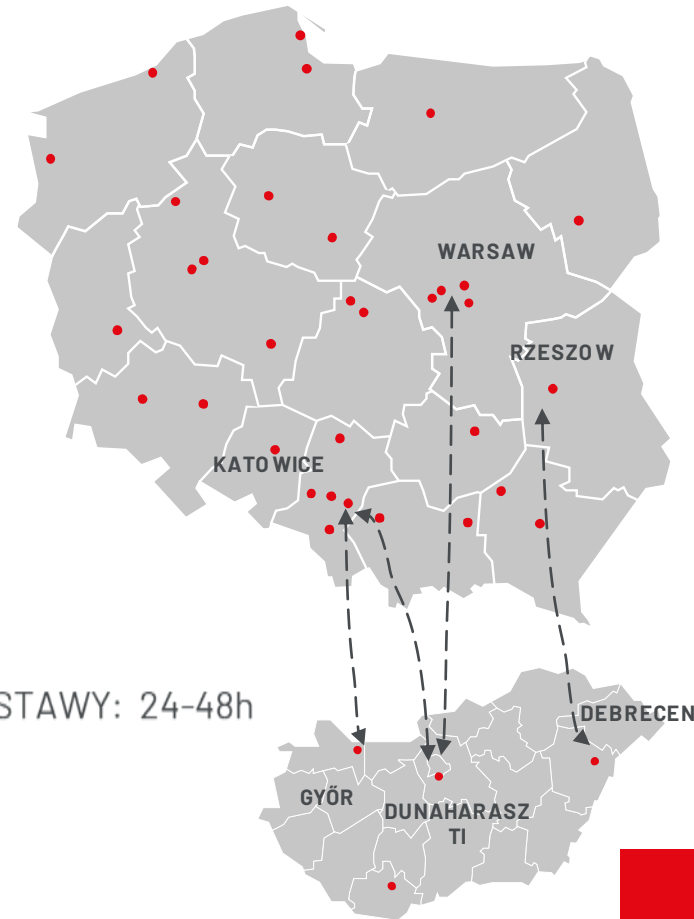 WARSAW
RZESZOW
KATOWICE
STAWY: 24-48h
DEBRECEN
GYŐR
DUNAHARASZ
TI